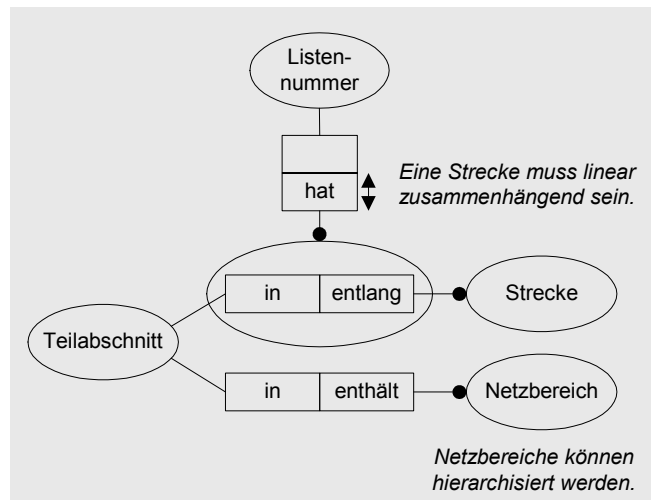 Listen-
nummer
hat
Eine Strecke muss linear
zusammenhängend sein.
in entlang Strecke
Teilabschnitt
in enthält Netzbereich
Netzbereiche können
hierarchisiert werden.